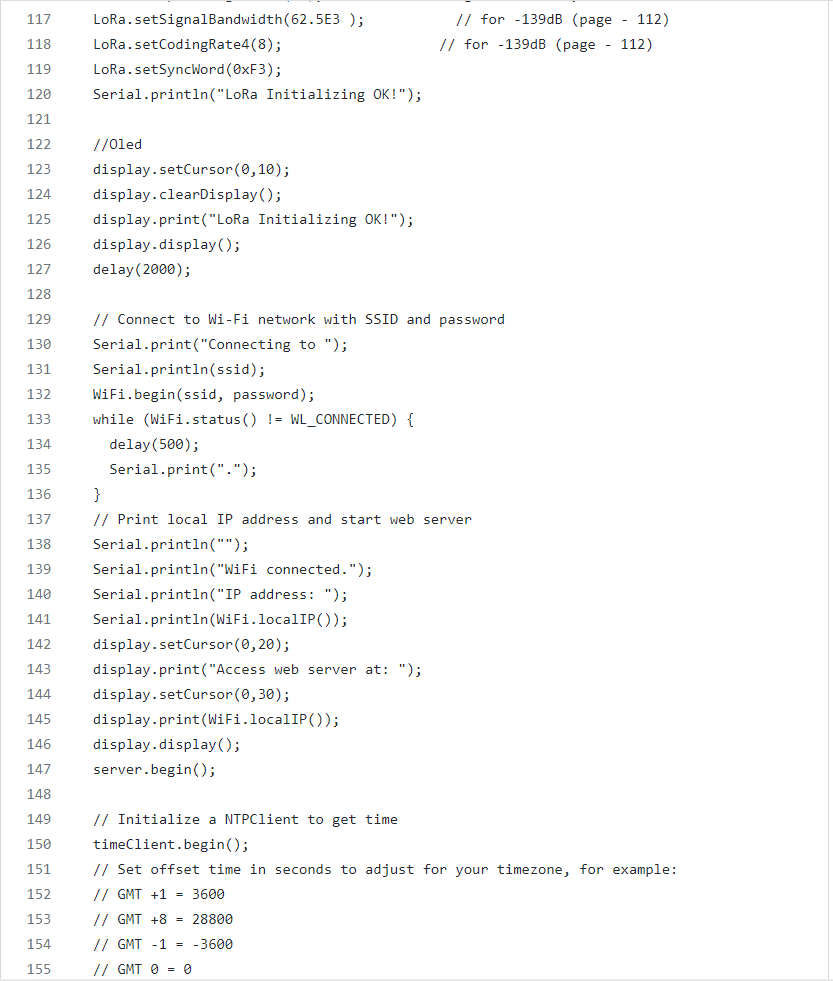 117 LoRa.setSignalBandwidth(62.5E3 ); // for -139dB (page - 112)
118 LoRa.setCodingRate4(8); // for -139dB (page - 112)
119 LoRa.setSyncWord(0xF3);
120 Serial.println("LoRa Initializing OK!");
121
122 //Oled
123 display.setCursor(0,10);
124 display.clearDisplay();
125 display.print("LoRa Initializing OK!");
126 display.display();
127 delay(2000);
128
129 // Connect to Wi-Fi network with SSID and password
130 Serial.print("Connecting to ");
131 Serial.println(ssid);
132 WiFi.begin(ssid, password);
133 while (WiFi.status() != WL_CONNECTED) {
134 delay(500);
135 Serial.print(".");
136 }
137 // Print local IP address and start web server
138 Serial.println("");
139 Serial.println("WiFi connected.");
140 Serial.println("IP address: ");
141 Serial.println(WiFi.localIP());
142 display.setCursor(0,20);
143 display.print("Access web server at: ");
144 display.setCursor(0,30);
145 display.print(WiFi.localIP());
146 display.display();
147 server.begin();
148
149 // Initialize a NTPClient to get time
150 timeClient.begin();
151 // Set offset time in seconds to adjust for your timezone, for example:
152 // GMT +1 = 3600
153 // GMT +8 = 28800
154 // GMT -1 = -3600
155 // GMT 0 = 0